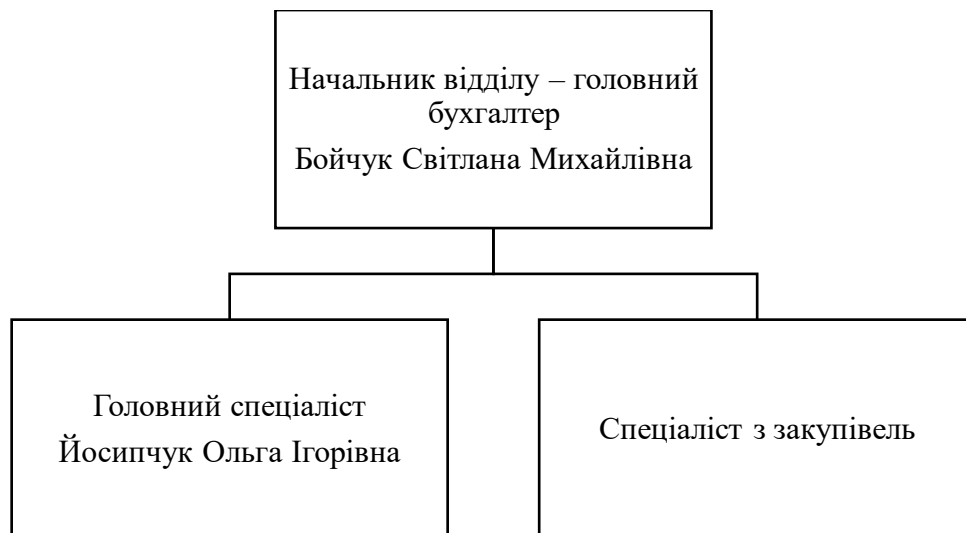 Начальник відділу – головний
бухгалтер
Бойчук Світлана Михайлівна
Головний спеціаліст
Йосипчук Ольга Ігорівна
Спеціаліст з закупівель